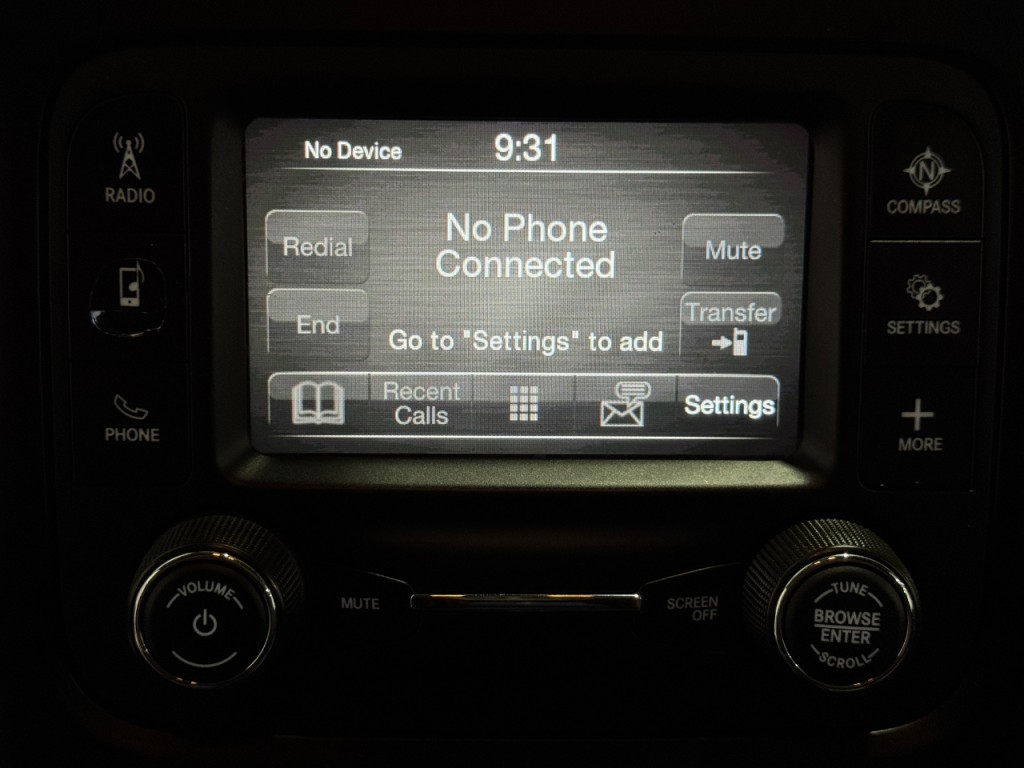 No Device 9:31
RADIO
COMPASS
Redial
No Phone
Connected
Mute
End
Go to "Settings" to add
Transfer
SETTINGS
Recent
Calls
Settings
PHONE
MORE
N
VOLUME
MUTE
SCREEN
OFF
TUNE
BROWSE
ENTER
SCROLL